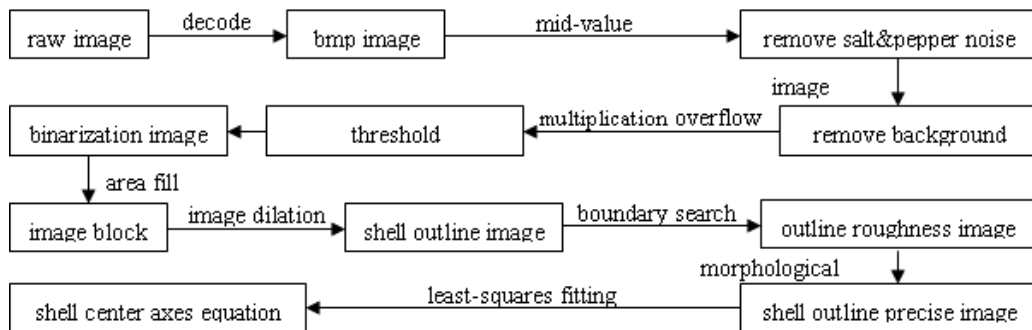 raw image
decode
bmp image
mid-value
remove salt&pepper noise
image
remove background
multiplication overflow
threshold
binarization image
area fill
image block
image dilation
shell outline image
boundary search
outline roughness image
morphological
shell outline precise image
least-squares fitting
shell center axes equation